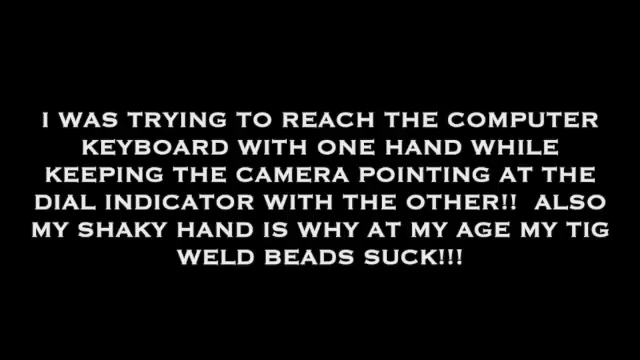 I WAS TRYING TO REACH THE COMPUTER
KEYBOARD WITH ONE HAND WHILE
KEEPING THE CAMERA POINTING AT THE
DIAL INDICATOR WITH THE OTHER!!  ALSO
MY SHAKY HAND IS WHY AT MY AGE MY TIG
WELD BEADS SUCK!!!